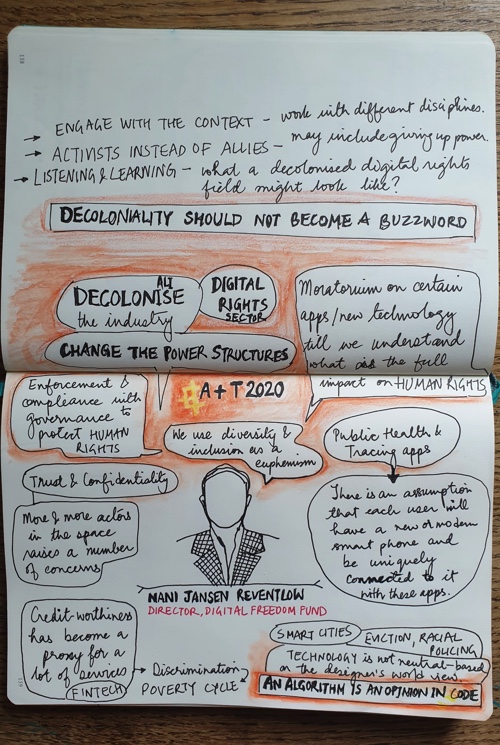 → ENGAGE WITH THE CONTEXT - work with different disciplines.
→ ACTIVISTS INSTEAD OF ALLIES - may include giving up power.
→ LISTENING & LEARNING - what a decolonised digital rights
field might look like?
DECOLONIALITY SHOULD NOT BECOME A BUZZWORD
ALL
DECOLONISE
the industry
DIGITAL
RIGHTS
SECTOR
CHANGE THE POWER STRUCTURES
Moratorium on certain
apps/new technology
till we understand
what is the full
impact on HUMAN RIGHTS
Enforcement &
compliance with
governance to
protect HUMAN
RIGHTS
#A+T2020
We use diversity &
inclusion as a
euphemism
Public Health &
Tracing apps
Trust & Confidentiality
More & more actors
in the space
raises a number
of concerns
There is an assumption
that each user will
have a new or modern
smart phone and
be uniquely
connected to it
with these apps.
NANI JANSEN REVENTLOW
DIRECTOR, DIGITAL FREEDOM FUND
Credit-worthiness
has become a
proxy for a
lot of services
FINTECH
→ Discrimination
POVERTY CYCLE
SMART CITIES
EVICTION, RACIAL
POLICING
TECHNOLOGY is not neutral - based
on the designer's world view.
AN ALGORITHM IS AN OPINION IN CODE